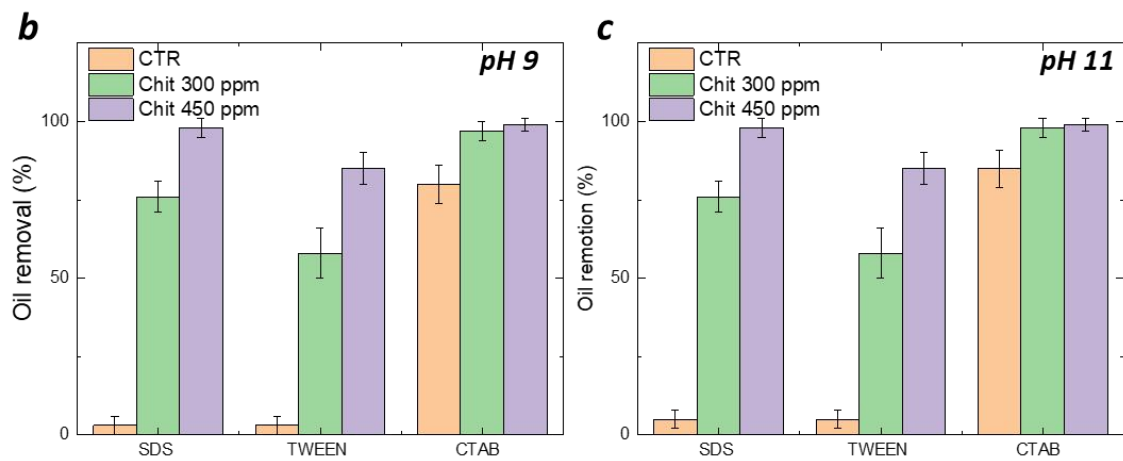 b
pH 9
CTR
Chit 300 ppm
Chit 450 ppm
Oil removal (%)
100
50
0
SDS
TWEEN
CTAB
c
pH 11
CTR
Chit 300 ppm
Chit 450 ppm
Oil remotion (%)
100
50
0
SDS
TWEEN
CTAB